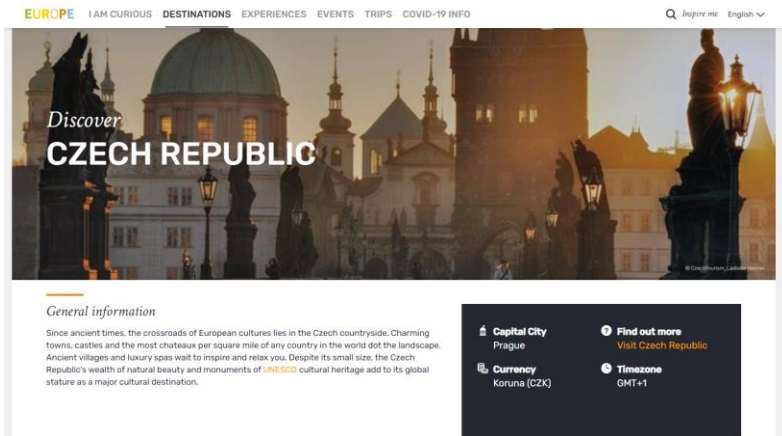 EUROPE I AM CURIOUS DESTINATIONS EXPERIENCES EVENTS TRIPS COVID-19 INFO Inspire me English
Discover
CZECH REPUBLIC
© Czechtourism, Ladislav Renner
General information
Since ancient times, the crossroads of European cultures lies in the Czech countryside. Charming
towns, castles and the most chateaux per square mile of any country in the world dot the landscape.
Ancient villages and luxury spas wait to inspire and relax you. Despite its small size, the Czech
Republic's wealth of natural beauty and monuments of UNESCO cultural heritage add to its global
stature as a major cultural destination.
Capital City
Prague
Find out more
Visit Czech Republic
Currency
Koruna (CZK)
Timezone
GMT+1